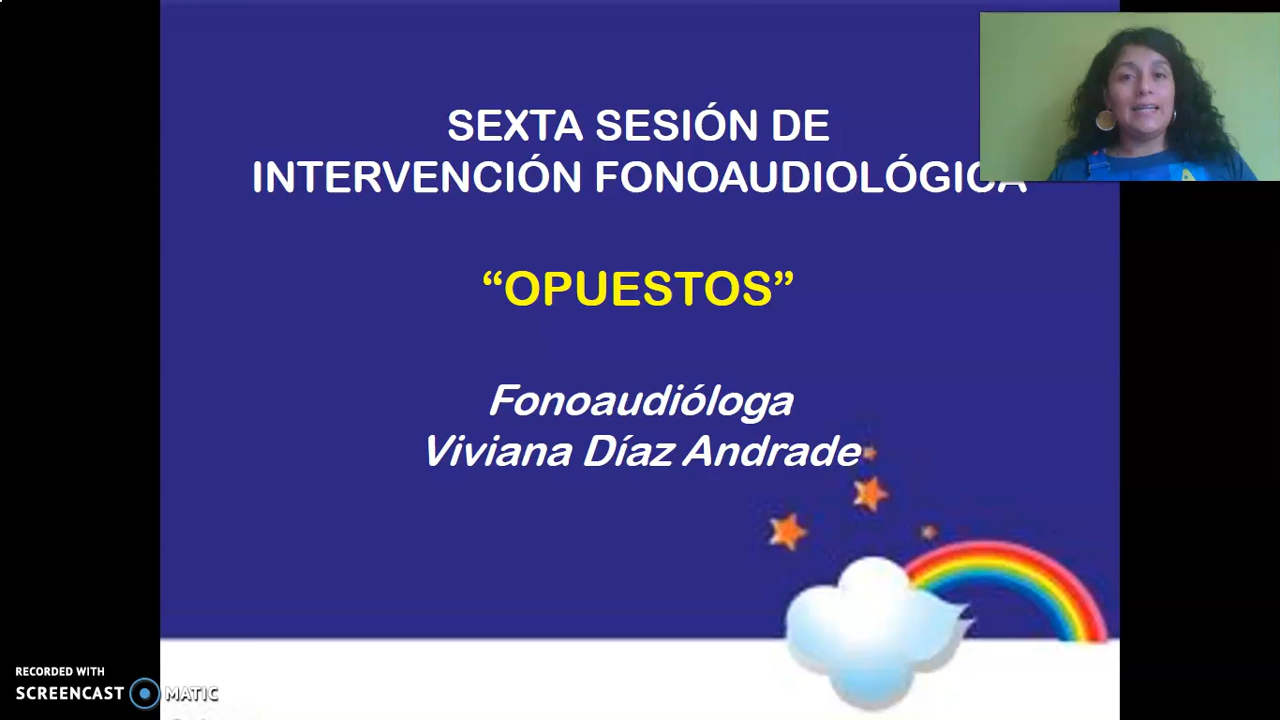 SEXTA SESIÓN DE
INTERVENCIÓN FONOAUDIOLÓGICA
“OPUESTOS”
Fonoaudióloga
Viviana Díaz Andrade
RECORDED WITH
SCREENCAST MATIC